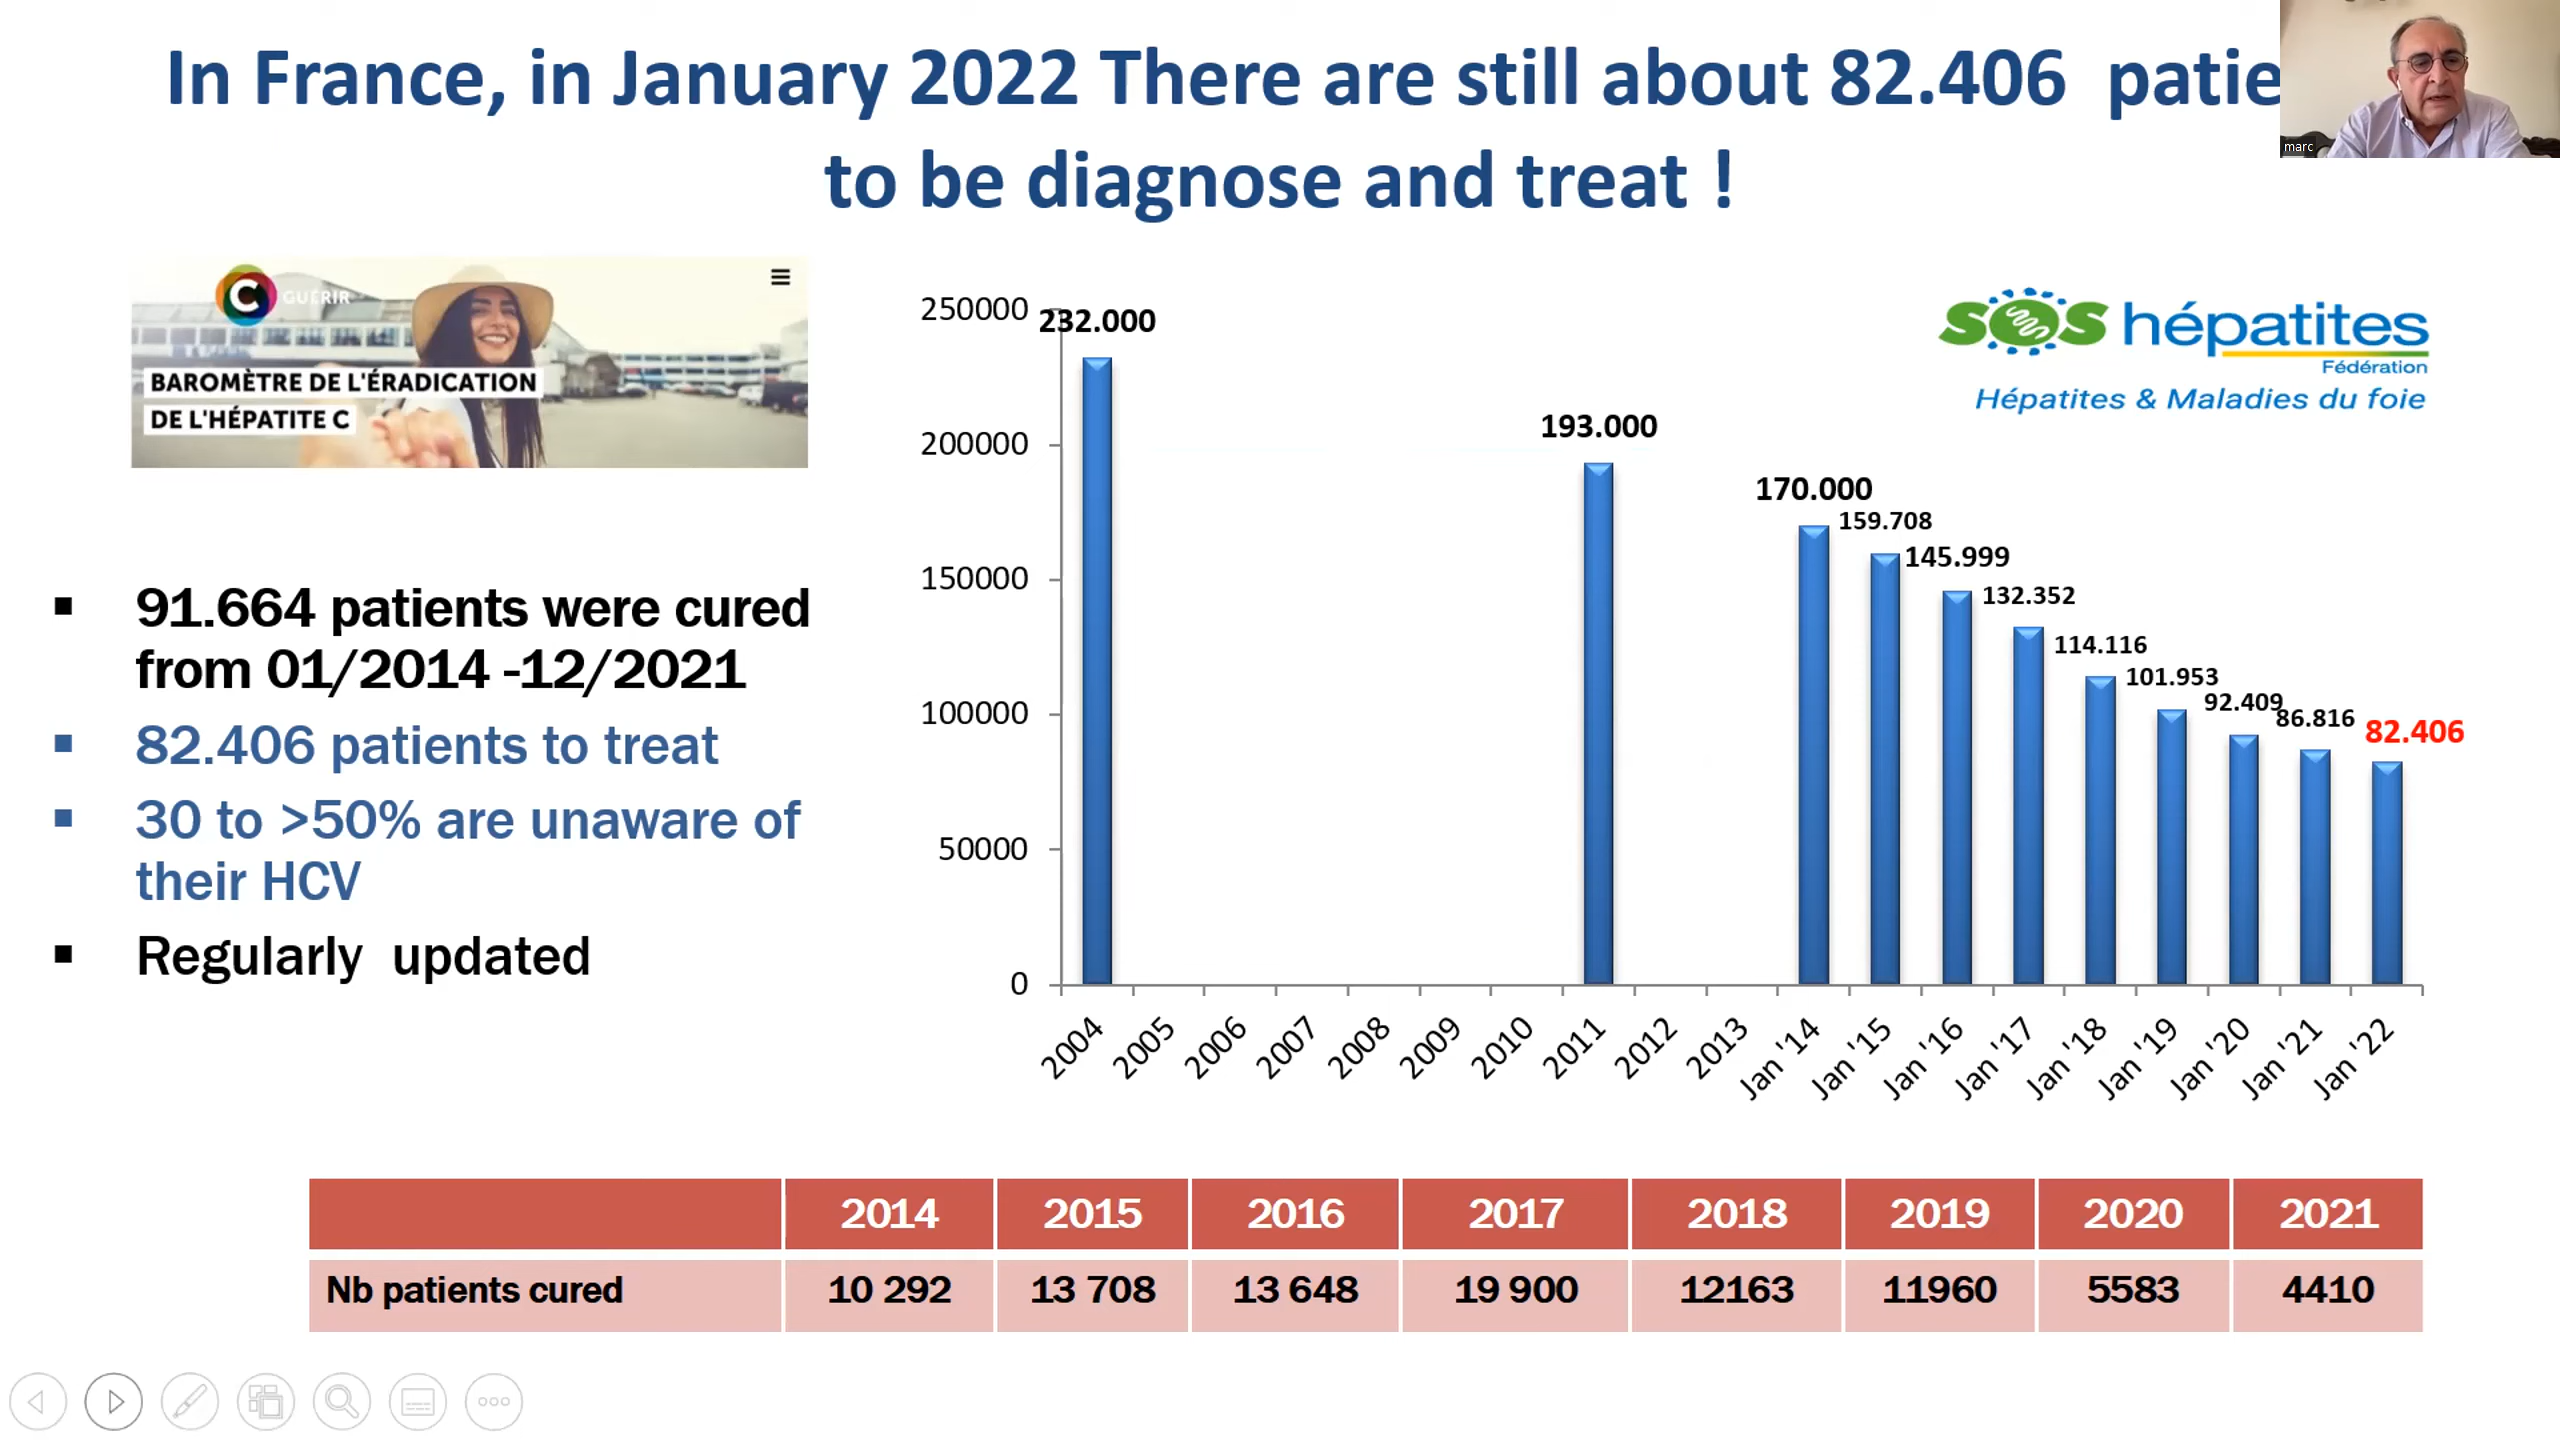 In France, in January 2022 There are still about 82.406 patie
to be diagnose and treat !
marc
C GUÉRIR
BAROMÈTRE DE L'ÉRADICATION
DE L'HÉPATITE C
SOS hépatites
Fédération
Hépatites & Maladies du foie
▪ 91.664 patients were cured
from 01/2014 -12/2021
▪ 82.406 patients to treat
▪ 30 to >50% are unaware of
their HCV
▪ Regularly updated
250000
200000
150000
100000
50000
0
232.000
193.000
170.000
159.708
145.999
132.352
114.116
101.953
92.409
86.816
82.406
2004 2005 2006 2007 2008 2009 2010 2011 2012 2013 Jan '14 Jan '15 Jan '16 Jan '17 Jan '18 Jan '19 Jan '20 Jan '21 Jan '22
2014 2015 2016 2017 2018 2019 2020 2021
Nb patients cured 10 292 13 708 13 648 19 900 12163 11960 5583 4410